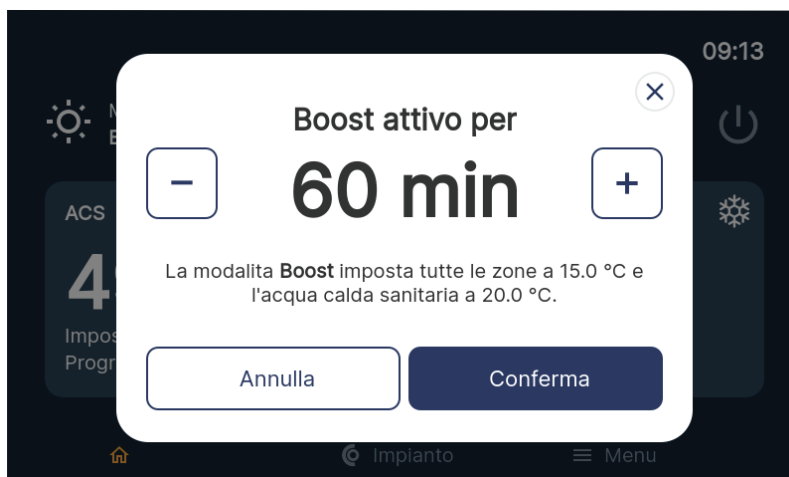 09:13
Boost attivo per
60 min
La modalita Boost imposta tutte le zone a 15.0 °C e
l'acqua calda sanitaria a 20.0 °C.
Annulla
Conferma
ACS
Impianto
Menu